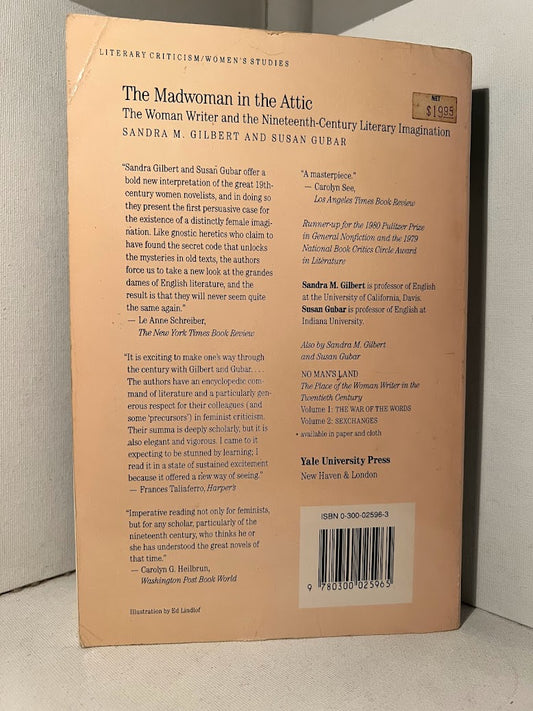 LITERARY CRITICISM/WOMEN'S STUDIES
The Madwoman in the Attic
The Woman Writer and the Nineteenth-Century Literary Imagination
SANDRA M. GILBERT AND SUSAN GUBAR
NET
$19.95
"Sandra Gilbert and Susan Gubar offer a
bold new interpretation of the great 19th-
century women novelists, and in doing so
they present the first persuasive case for
the existence of a distinctly female imagi-
nation. Like gnostic heretics who claim to
have found the secret code that unlocks
the mysteries in old texts, the authors
force us to take a new look at the grandes
dames of English literature, and the
result is that they will never seem quite
the same again."
— Le Anne Schreiber,
The New York Times Book Review
"It is exciting to make one's way through
the century with Gilbert and Gubar. . . .
The authors have an encyclopedic com-
mand of literature and a particularly gen-
erous respect for their colleagues (and
some 'precursors') in feminist criticism.
Their summa is deeply scholarly, but it is
also elegant and vigorous. I came to it
expecting to be stunned by learning; I
read it in a state of sustained excitement
because it offered a new way of seeing."
— Frances Taliaferro, Harper's
"Imperative reading not only for feminists,
but for any scholar, particularly of the
nineteenth century, who thinks he or
she has understood the great novels of
that time."
— Carolyn G. Heilbrun,
Washington Post Book World
Illustration by Ed Lindlof
"A masterpiece."
— Carolyn See,
Los Angeles Times Book Review
Runner-up for the 1980 Pulitzer Prize
in General Nonfiction and the 1979
National Book Critics Circle Award
in Literature
Sandra M. Gilbert is professor of English
at the University of California, Davis.
Susan Gubar is professor of English at
Indiana University.
Also by Sandra M. Gilbert
and Susan Gubar
NO MAN'S LAND
The Place of the Woman Writer in the
Twentieth Century
Volume 1: THE WAR OF THE WORDS
Volume 2: SEXCHANGES
• available in paper and cloth
Yale University Press
New Haven & London
ISBN 0-300-02596-3
9 780300 025965